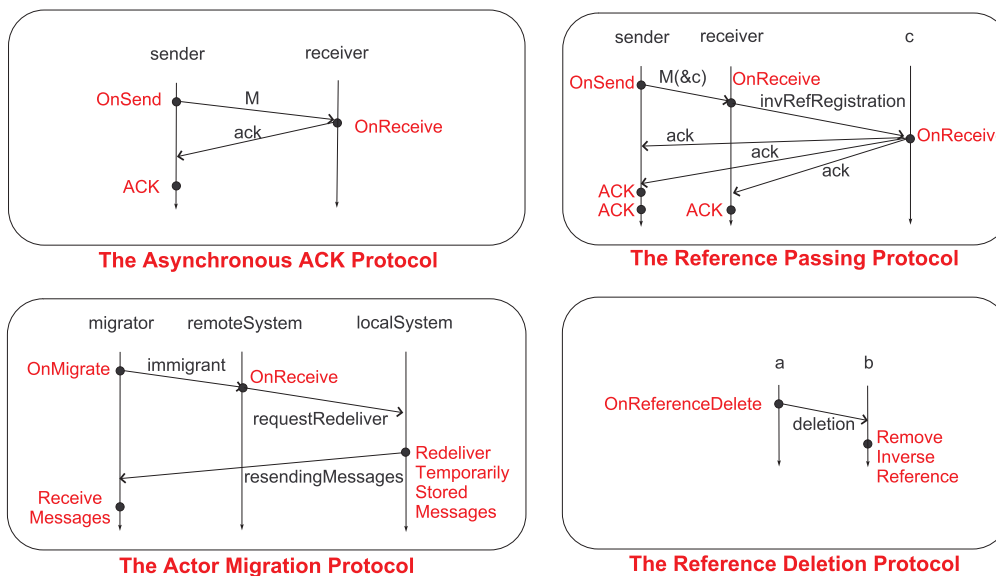 sender
receiver
OnSend
M
OnReceive
ack
ACK
The Asynchronous ACK Protocol
sender
receiver
c
OnSend
M(&c)
OnReceive
invRefRegistration
OnReceive
ack
ack
ack
ACK
ACK
ACK
The Reference Passing Protocol
migrator
remoteSystem
localSystem
OnMigrate
immigrant
OnReceive
requestRedeliver
resendingMessages
Redeliver
Temporarily
Stored
Messages
Receive
Messages
The Actor Migration Protocol
a
b
OnReferenceDelete
deletion
Remove
Inverse
Reference
The Reference Deletion Protocol